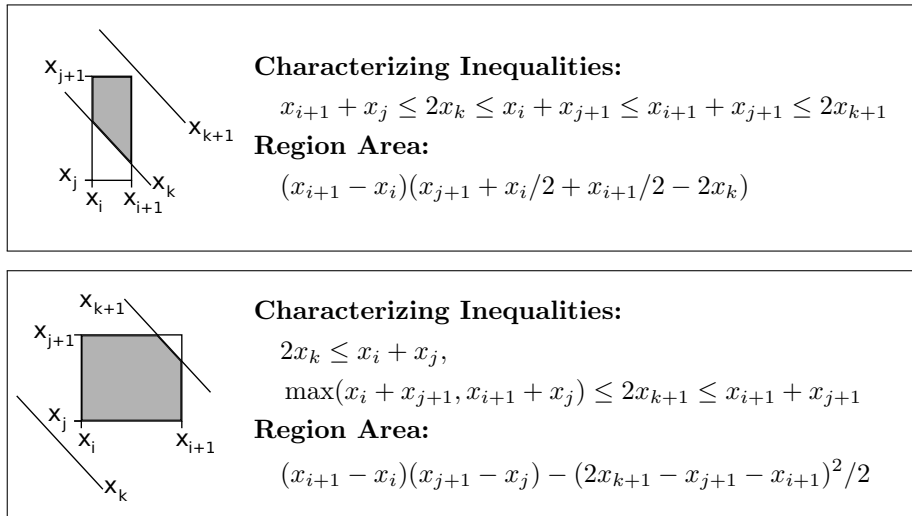 x_{j+1}
x_{k+1}
x_j
x_k
x_i
x_{i+1}
Characterizing Inequalities:
x_{i+1} + x_j ≤ 2x_k ≤ x_i + x_{j+1} ≤ x_{i+1} + x_{j+1} ≤ 2x_{k+1}
Region Area:
(x_{i+1} − x_i)(x_{j+1} + x_i/2 + x_{i+1}/2 − 2x_k)
x_{k+1}
x_{j+1}
x_j
x_i
x_{i+1}
x_k
Characterizing Inequalities:
2x_k ≤ x_i + x_j,
max(x_i + x_{j+1}, x_{i+1} + x_j) ≤ 2x_{k+1} ≤ x_{i+1} + x_{j+1}
Region Area:
(x_{i+1} − x_i)(x_{j+1} − x_j) − (2x_{k+1} − x_{j+1} − x_{i+1})²/2